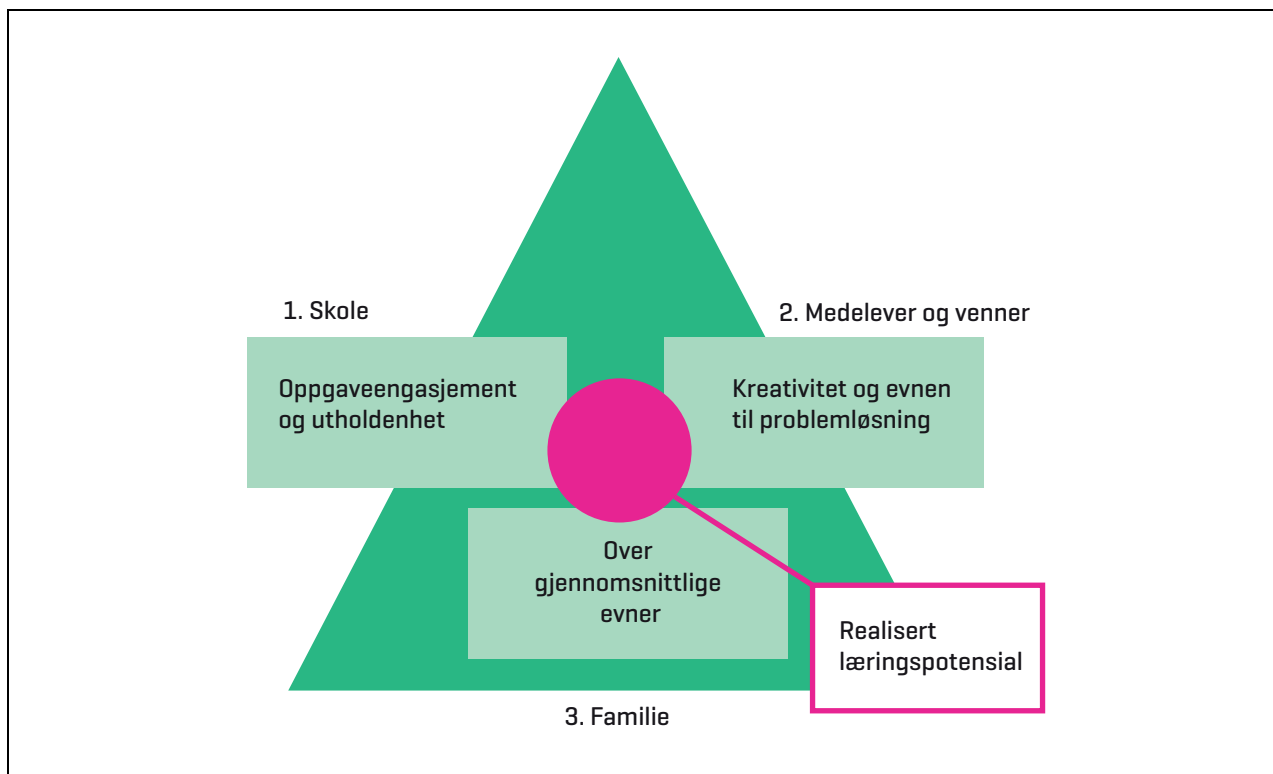 1. Skole
2. Medelever og venner
Oppgaveengasjement
og utholdenhet
Kreativitet og evnen
til problemløsning
Over
gjennomsnittlige
evner
Realisert
læringspotensial
3. Familie